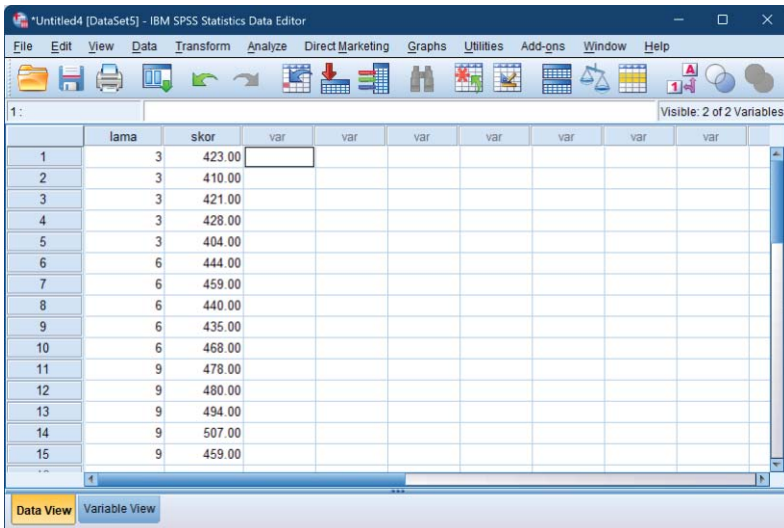 *Untitled4 [DataSet5] - IBM SPSS Statistics Data Editor
File Edit View Data Transform Analyze Direct Marketing Graphs Utilities Add-ons Window Help
1 :
Visible: 2 of 2 Variables
lama skor var var var var var var var
1 3 423.00
2 3 410.00
3 3 421.00
4 3 428.00
5 3 404.00
6 6 444.00
7 6 459.00
8 6 440.00
9 6 435.00
10 6 468.00
11 9 478.00
12 9 480.00
13 9 494.00
14 9 507.00
15 9 459.00
Data View Variable View